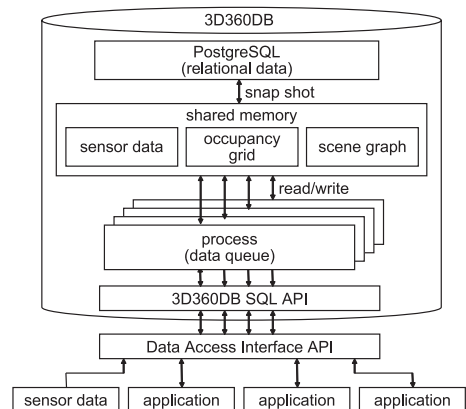 3D360DB
PostgreSQL
(relational data)
snap shot
shared memory
sensor data
occupancy
grid
scene graph
read/write
process
(data queue)
3D360DB SQL API
Data Access Interface API
sensor data
application
application
application